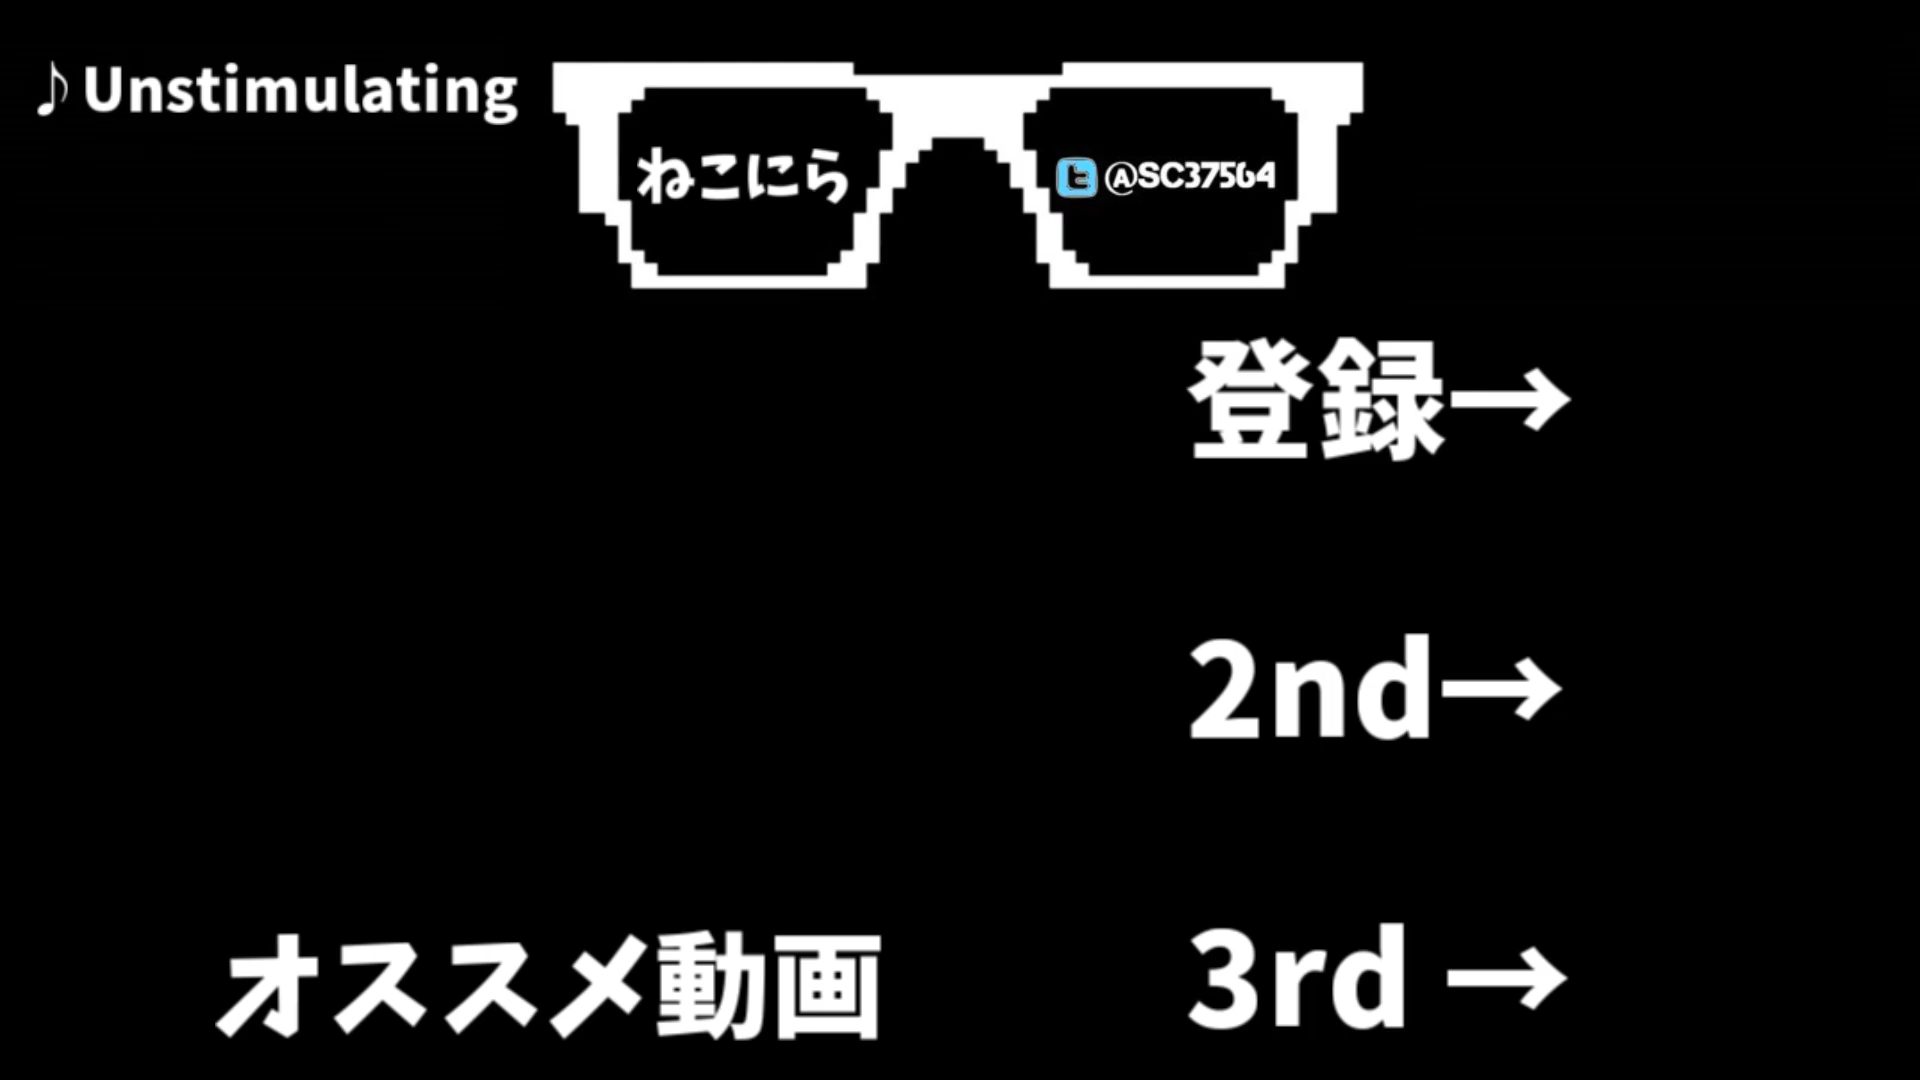 ♪Unstimulating
ねこにら
@SC37564
登録→
2nd→
オススメ動画
3rd →